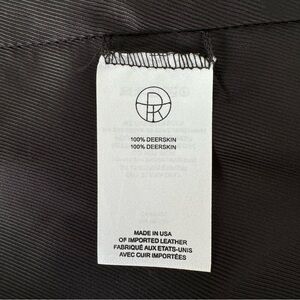 100% DEERSKIN
100% DEERSKIN
MADE IN USA
OF IMPORTED LEATHER
FABRIQUÉ AUX ETATS-UNIS
AVEC CUIR IMPORTÉES